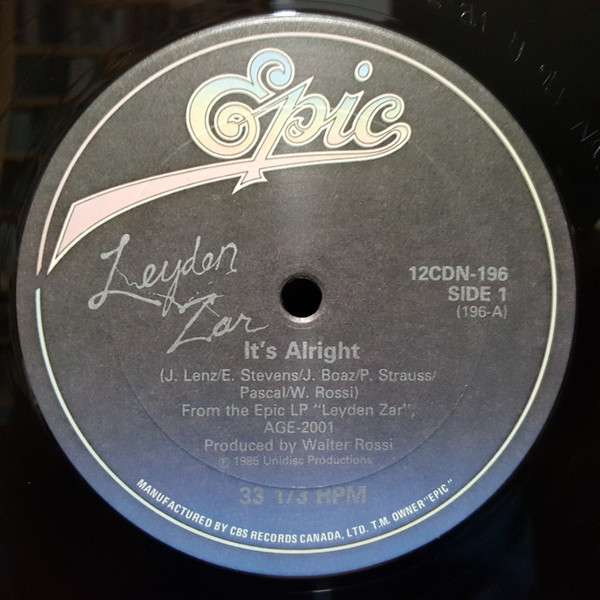 Epic
Leyden
Zar
12CDN-196
SIDE 1
(196-A)
It's Alright
(J. Lenz/E. Stevens/J. Boaz/P. Strauss/
Pascal/W. Rossi)
From the Epic LP "Leyden Zar",
AGE-2001
Produced by Walter Rossi
℗ 1986 Unidisc Productions
33 1/3 RPM
MANUFACTURED BY CBS RECORDS CANADA, LTD. T.M. OWNER "EPIC"